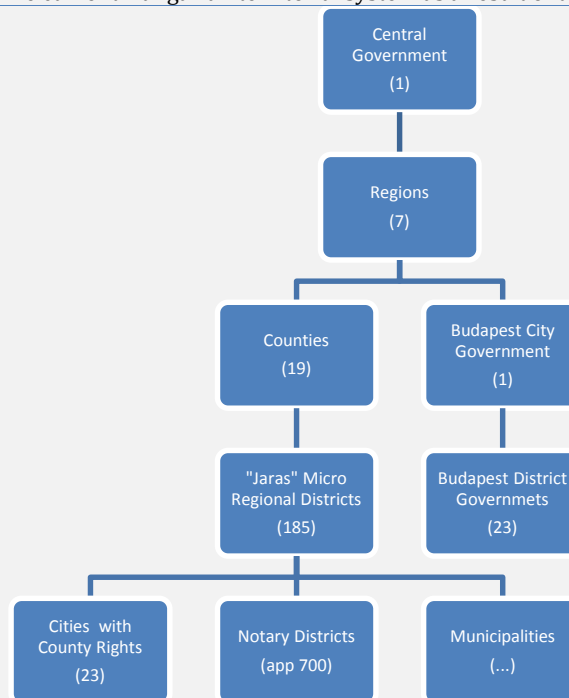 Central
Government
(1)
Regions
(7)
Counties
(19)
Budapest City
Government
(1)
"Jaras" Micro
Regional Districts
(185)
Budapest District
Governmets
(23)
Cities with
County Rights
(23)
Notary Districts
(app 700)
Municipalities
(...)